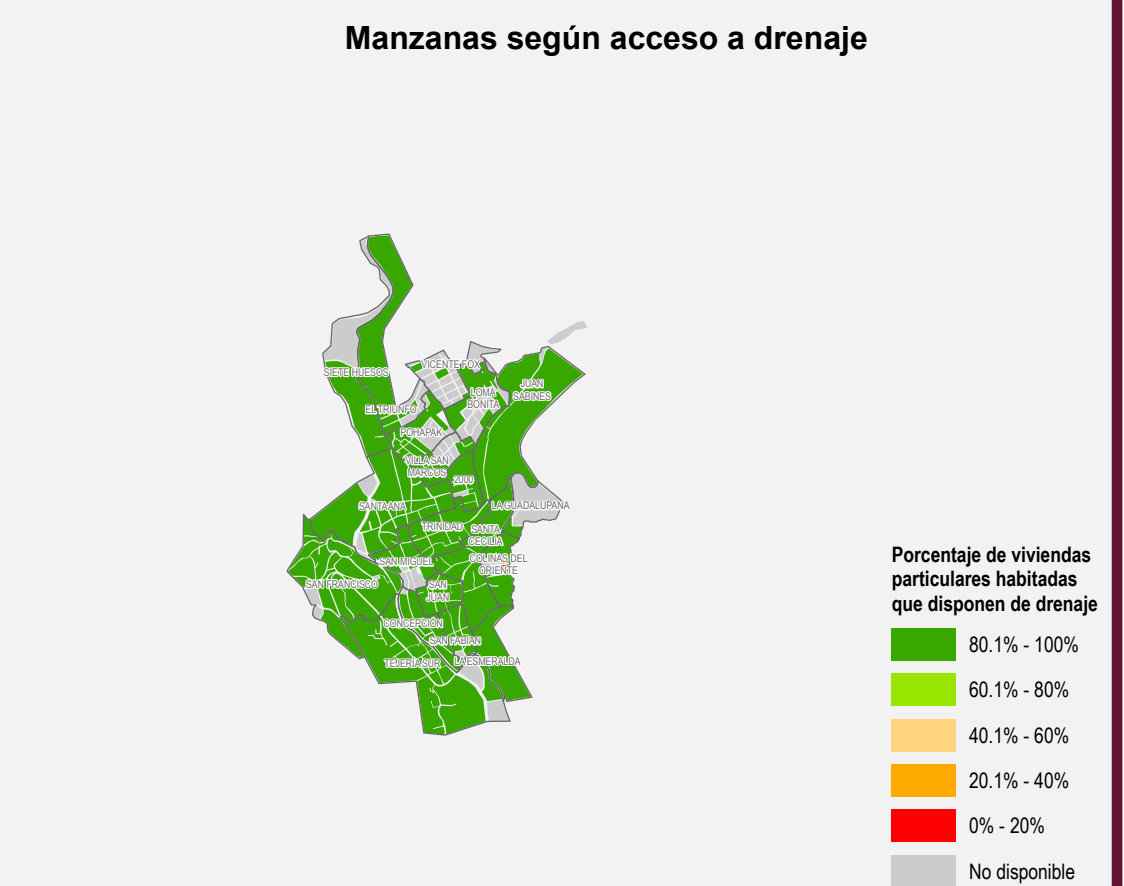 Manzanas según acceso a drenaje
VICENTE FOX
SIETE HUESOS
JUAN
SABINES
LOMA
BONITA
EL TRIUNFO
POHAPAK
VILLA SAN
MARCOS
2000
SANTA ANA
LA GUADALUPANA
TRINIDAD
SANTA
CECILIA
SAN MIGUEL
COLINAS DEL
ORIENTE
SAN FRANCISCO
SAN
JUAN
CONCEPCIÓN
SAN FABIAN
TEJERÍA SUR
LA ESMERALDA
Porcentaje de viviendas
particulares habitadas
que disponen de drenaje
80.1% - 100%
60.1% - 80%
40.1% - 60%
20.1% - 40%
0% - 20%
No disponible